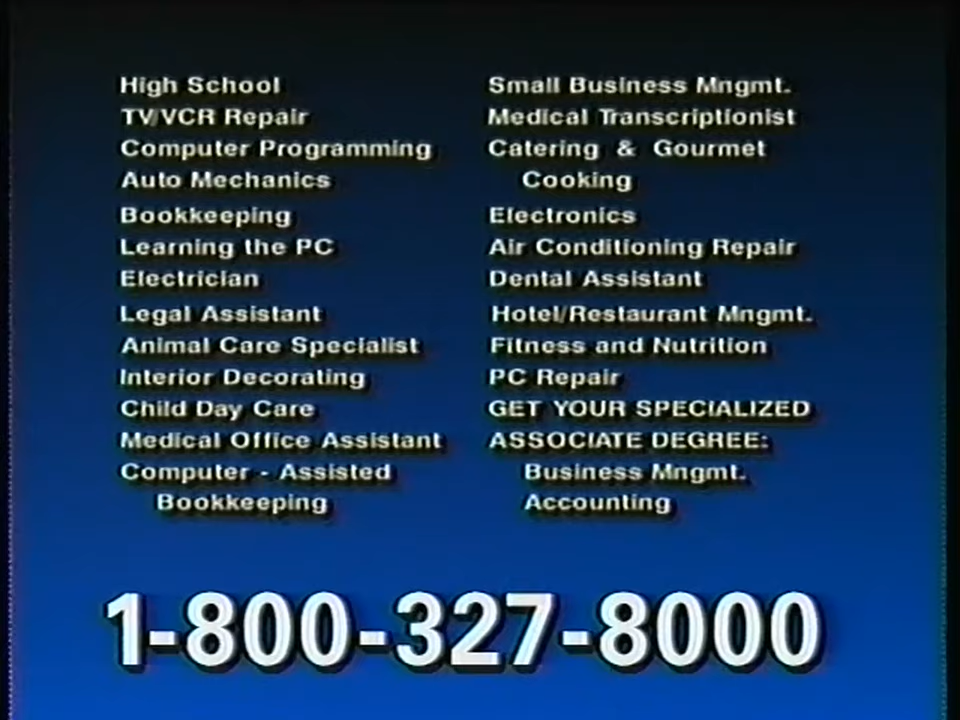 High School
TV/VCR Repair
Computer Programming
Auto Mechanics
Bookkeeping
Learning the PC
Electrician
Legal Assistant
Animal Care Specialist
Interior Decorating
Child Day Care
Medical Office Assistant
Computer - Assisted
Bookkeeping
Small Business Mngmt.
Medical Transcriptionist
Catering & Gourmet
Cooking
Electronics
Air Conditioning Repair
Dental Assistant
Hotel/Restaurant Mngmt.
Fitness and Nutrition
PC Repair
GET YOUR SPECIALIZED
ASSOCIATE DEGREE:
Business Mngmt.
Accounting
1-800-327-8000